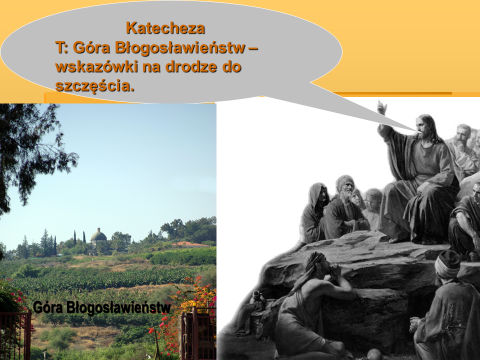 Katecheza
T: Góra Błogosławieństw –
wskazówki na drodze do
szczęścia.
Góra Błogosławieństw